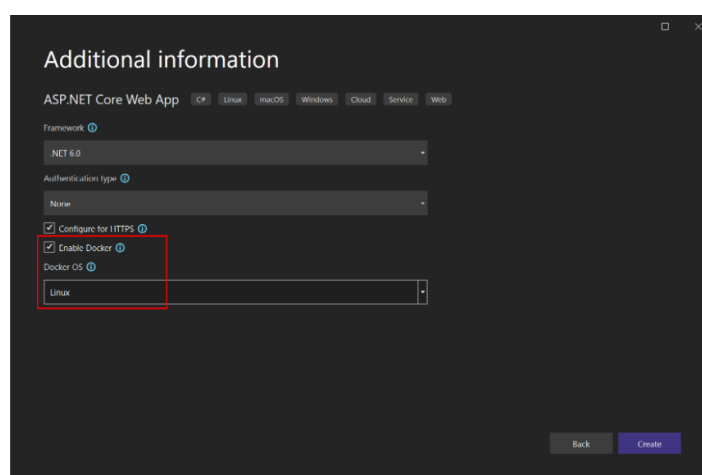 Additional information
ASP.NET Core Web App C# Linux macOS Windows Cloud Service Web
Framework
.NET 6.0
Authentication type
None
Configure for HTTPS
Enable Docker
Docker OS
Linux
Back Create